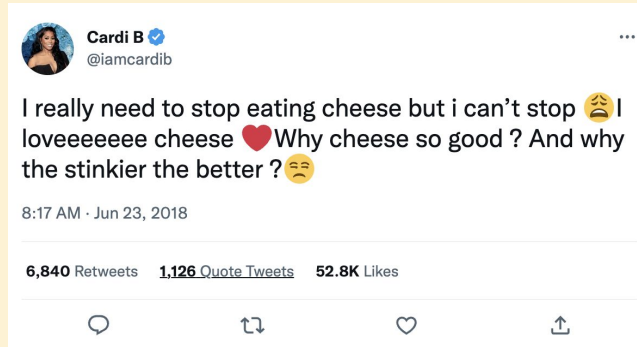 Cardi B
@iamcardib
I really need to stop eating cheese but i can’t stop 😩I
loveeeeeee cheese ❤️Why cheese so good ? And why
the stinkier the better ?😒
8:17 AM · Jun 23, 2018
6,840 Retweets 1,126 Quote Tweets 52.8K Likes